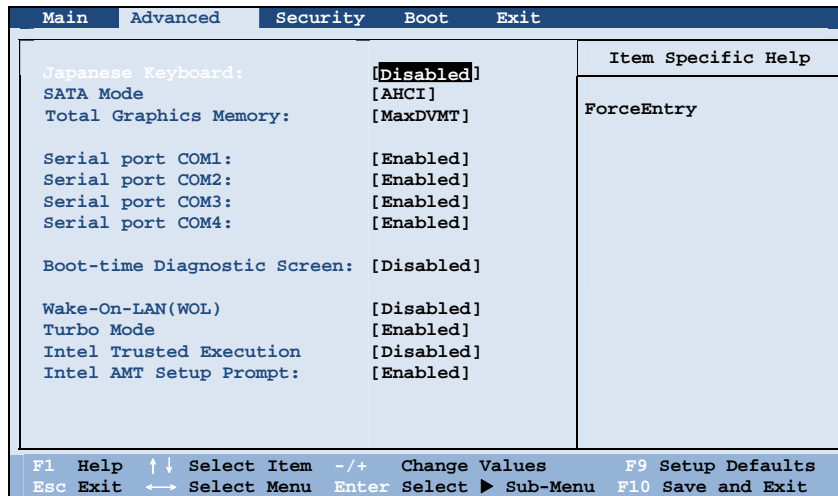 Main Advanced Security Boot Exit
Item Specific Help
Japanese Keyboard: [Disabled]
SATA Mode [AHCI]
Total Graphics Memory: [MaxDVMT]
ForceEntry
Serial port COM1: [Enabled]
Serial port COM2: [Enabled]
Serial port COM3: [Enabled]
Serial port COM4: [Enabled]
Boot-time Diagnostic Screen: [Disabled]
Wake-On-LAN(WOL) [Disabled]
Turbo Mode [Enabled]
Intel Trusted Execution [Disabled]
Intel AMT Setup Prompt: [Enabled]
F1 Help ↑↓ Select Item -/+ Change Values F9 Setup Defaults
Esc Exit ←→ Select Menu Enter Select ▶ Sub-Menu F10 Save and Exit